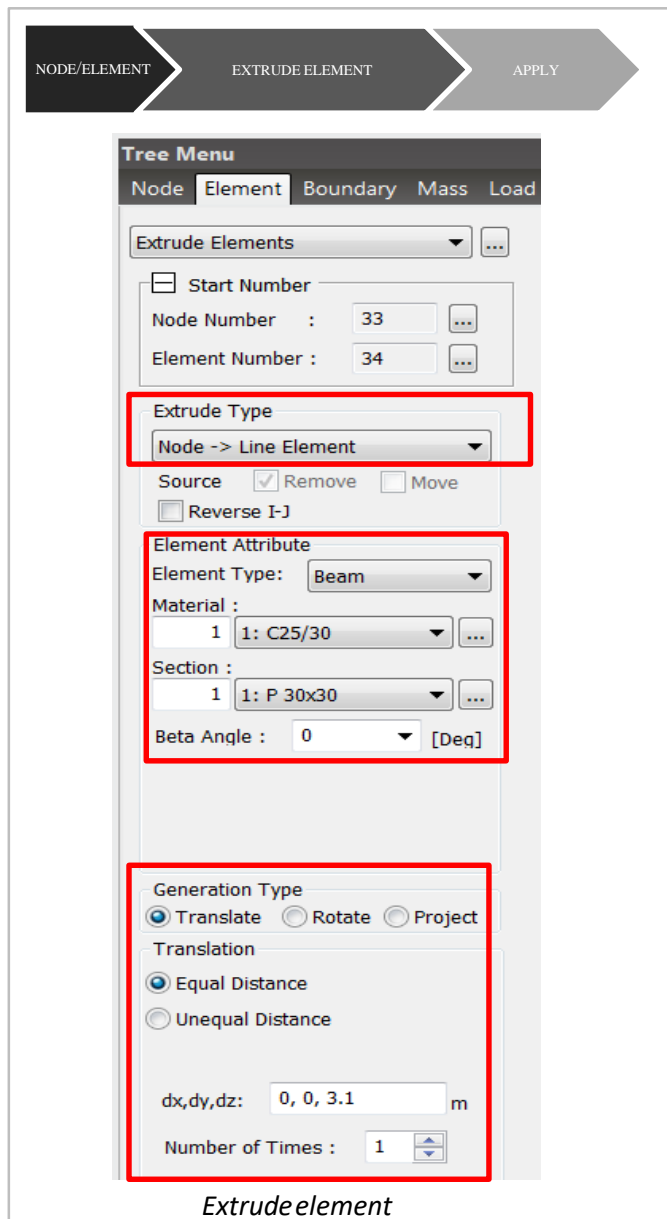 NODE/ELEMENT EXTRUDE ELEMENT APPLY
Tree Menu
Node Element Boundary Mass Load
Extrude Elements ...
Start Number
Node Number : 33 ...
Element Number : 34 ...
Extrude Type
Node -> Line Element
Source Remove Move
Reverse I-J
Element Attribute
Element Type: Beam
Material :
1 1: C25/30 ...
Section :
1 1: P 30x30 ...
Beta Angle : 0 [Deg]
Generation Type
Translate Rotate Project
Translation
Equal Distance
Unequal Distance
dx,dy,dz: 0, 0, 3.1 m
Number of Times : 1
Extrude element